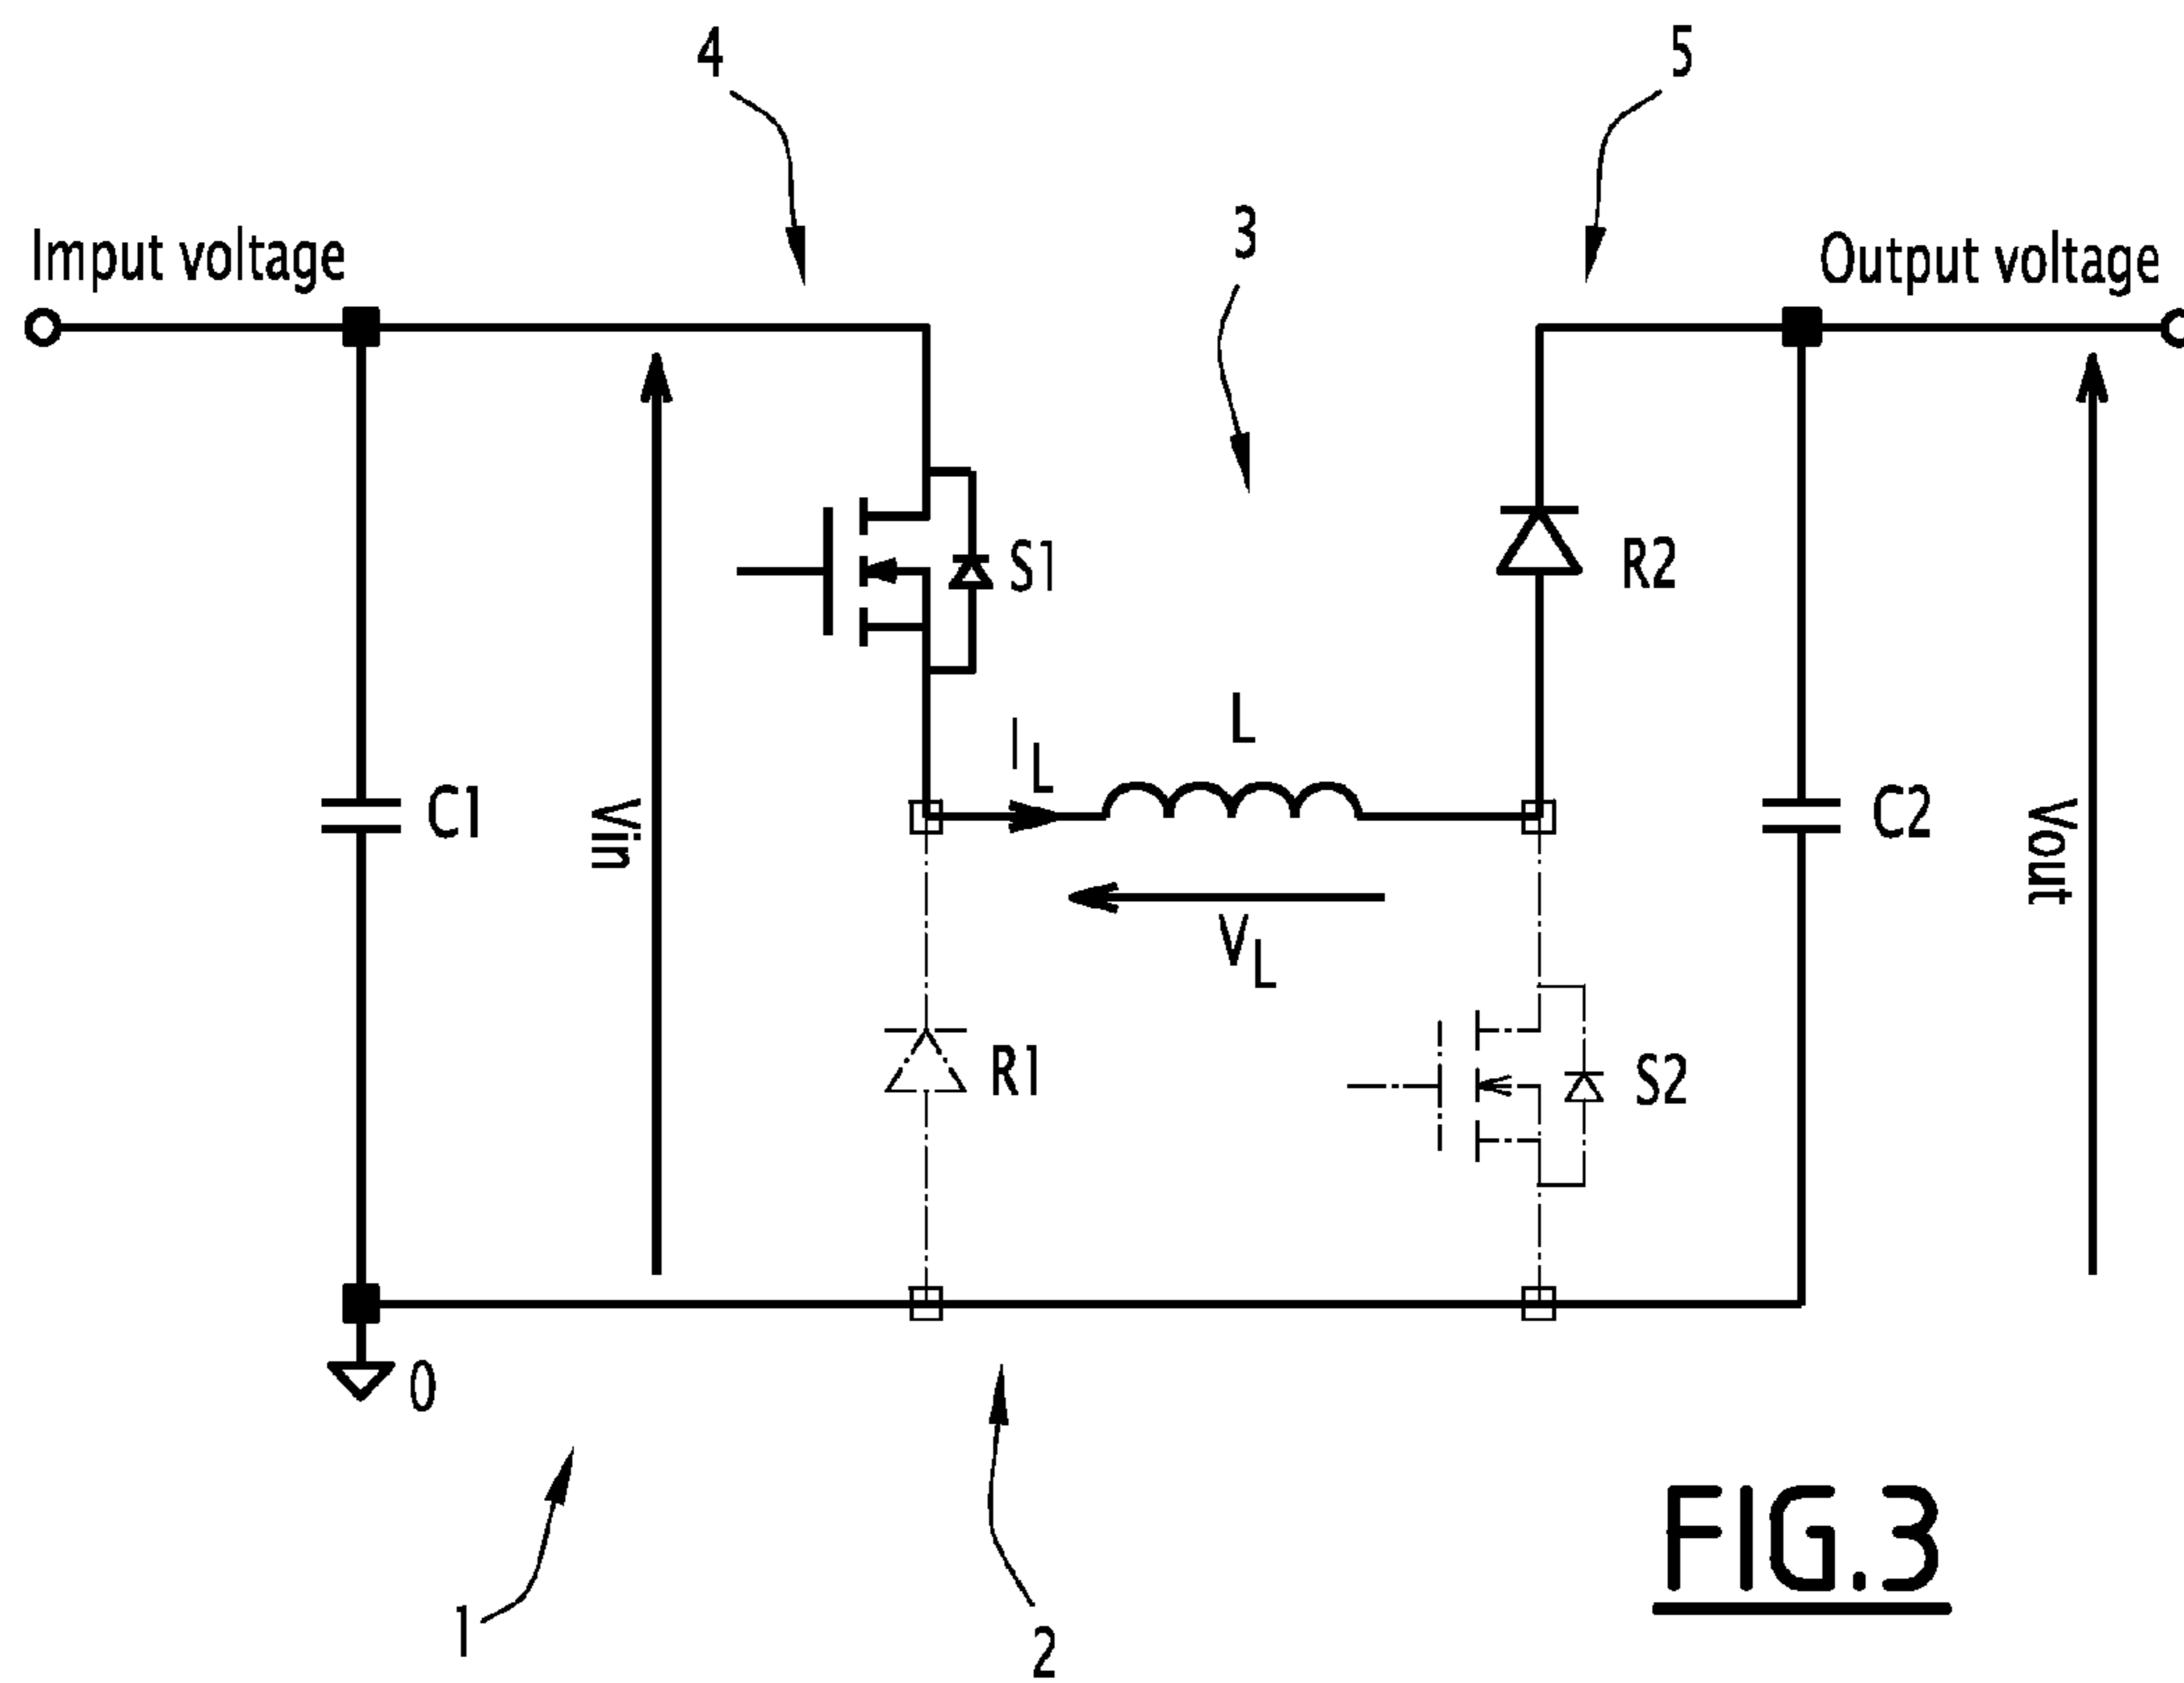 4
5
3
Imput voltage
Output voltage
S1
R2
L
IL
C1
Vin
C2
Vout
VL
R1
S2
0
1
2
FIG.3